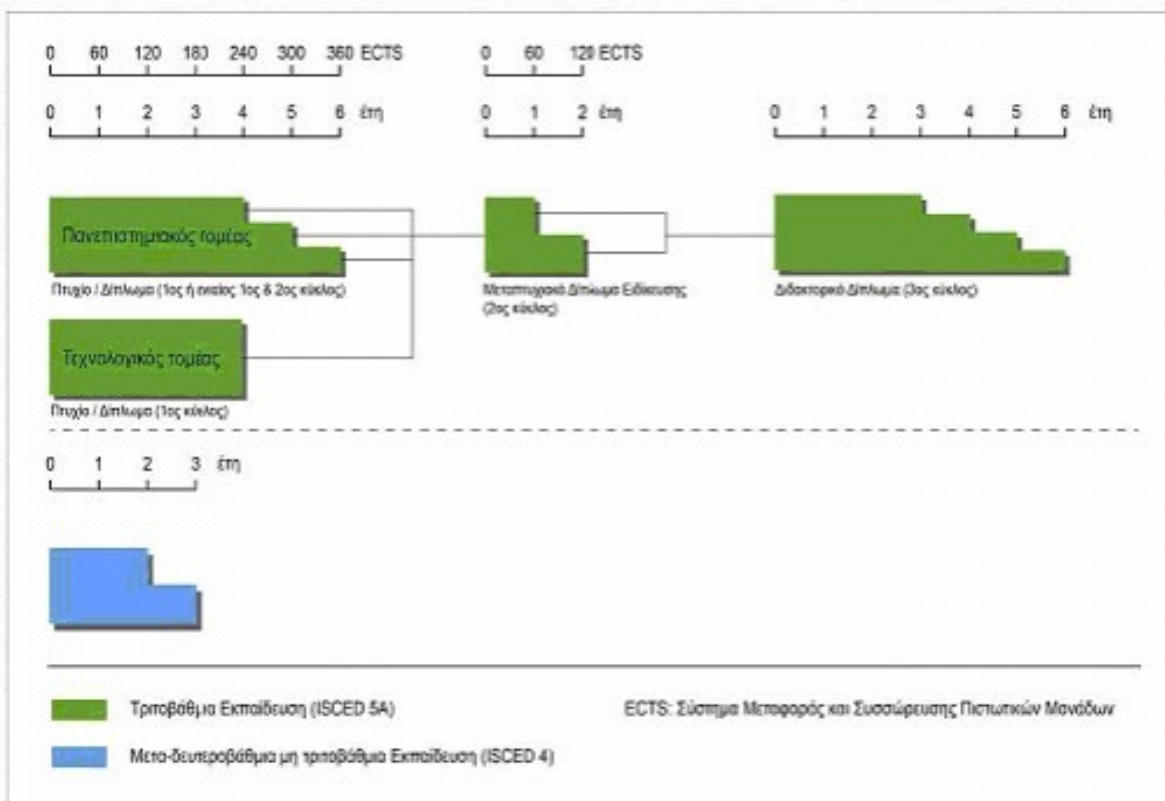 0 60 120 180 240 300 360 ECTS
0 60 120 ECTS
0 1 2 3 4 5 6 έτη
0 1 2 έτη
0 1 2 3 4 5 6 έτη
Πανεπιστημιακός τομέας
Πτυχίο / Δίπλωμα (1ος ή ενιαίος 1ος & 2ος κύκλος)
Μεταπτυχιακό Δίπλωμα Ειδίκευσης
(2ος κύκλος)
Διδακτορικό Δίπλωμα (3ος κύκλος)
Τεχνολογικός τομέας
Πτυχίο / Δίπλωμα (1ος κύκλος)
0 1 2 3 έτη
Τριτοβάθμια Εκπαίδευση (ISCED 5A)
ECTS: Σύστημα Μεταφοράς και Συσσώρευσης Πιστωτικών Μονάδων
Μετα-δευτεροβάθμια μη τριτοβάθμια Εκπαίδευση (ISCED 4)